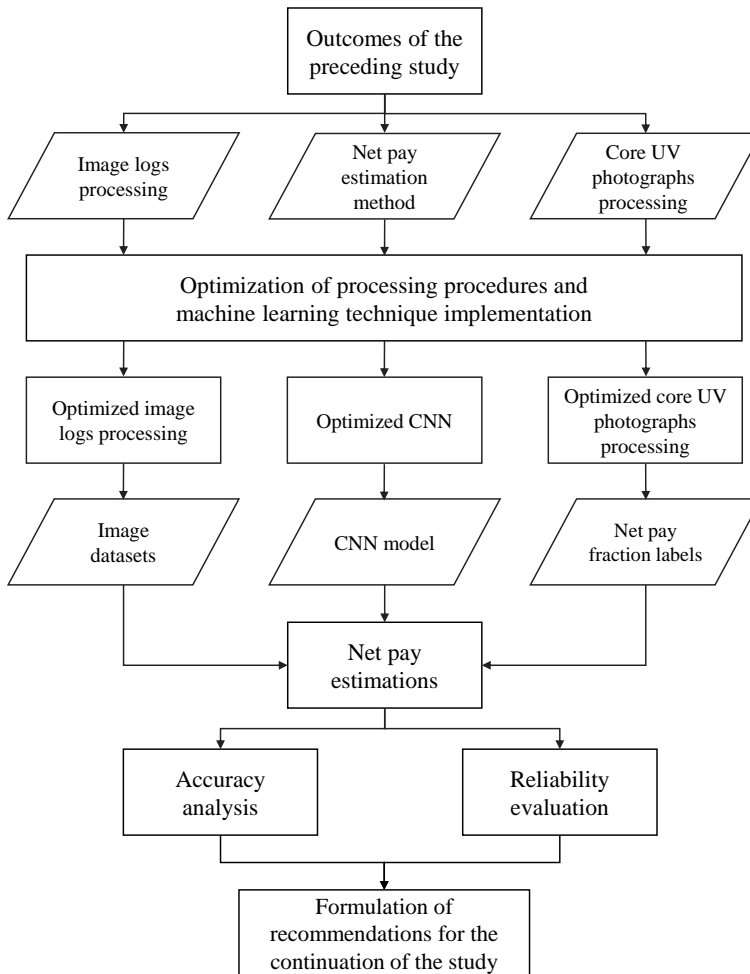 Outcomes of the
preceding study
Image logs
processing
Net pay
estimation
method
Core UV
photographs
processing
Optimization of processing procedures and
machine learning technique implementation
Optimized image
logs processing
Optimized CNN
Optimized core UV
photographs
processing
Image
datasets
CNN model
Net pay
fraction labels
Net pay
estimations
Accuracy
analysis
Reliability
evaluation
Formulation of
recommendations for the
continuation of the study